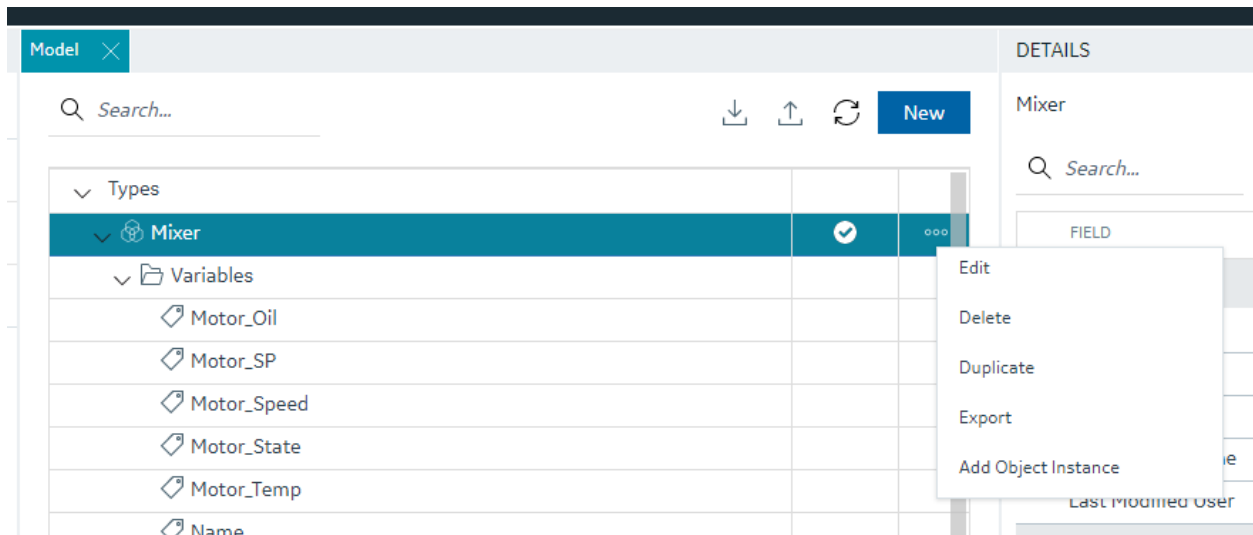 Model
Search...
New
Types
Mixer
Variables
Motor_Oil
Motor_SP
Motor_Speed
Motor_State
Motor_Temp
Name
DETAILS
Mixer
Search...
FIELD
Edit
Delete
Duplicate
Export
Add Object Instance
Last Modified User